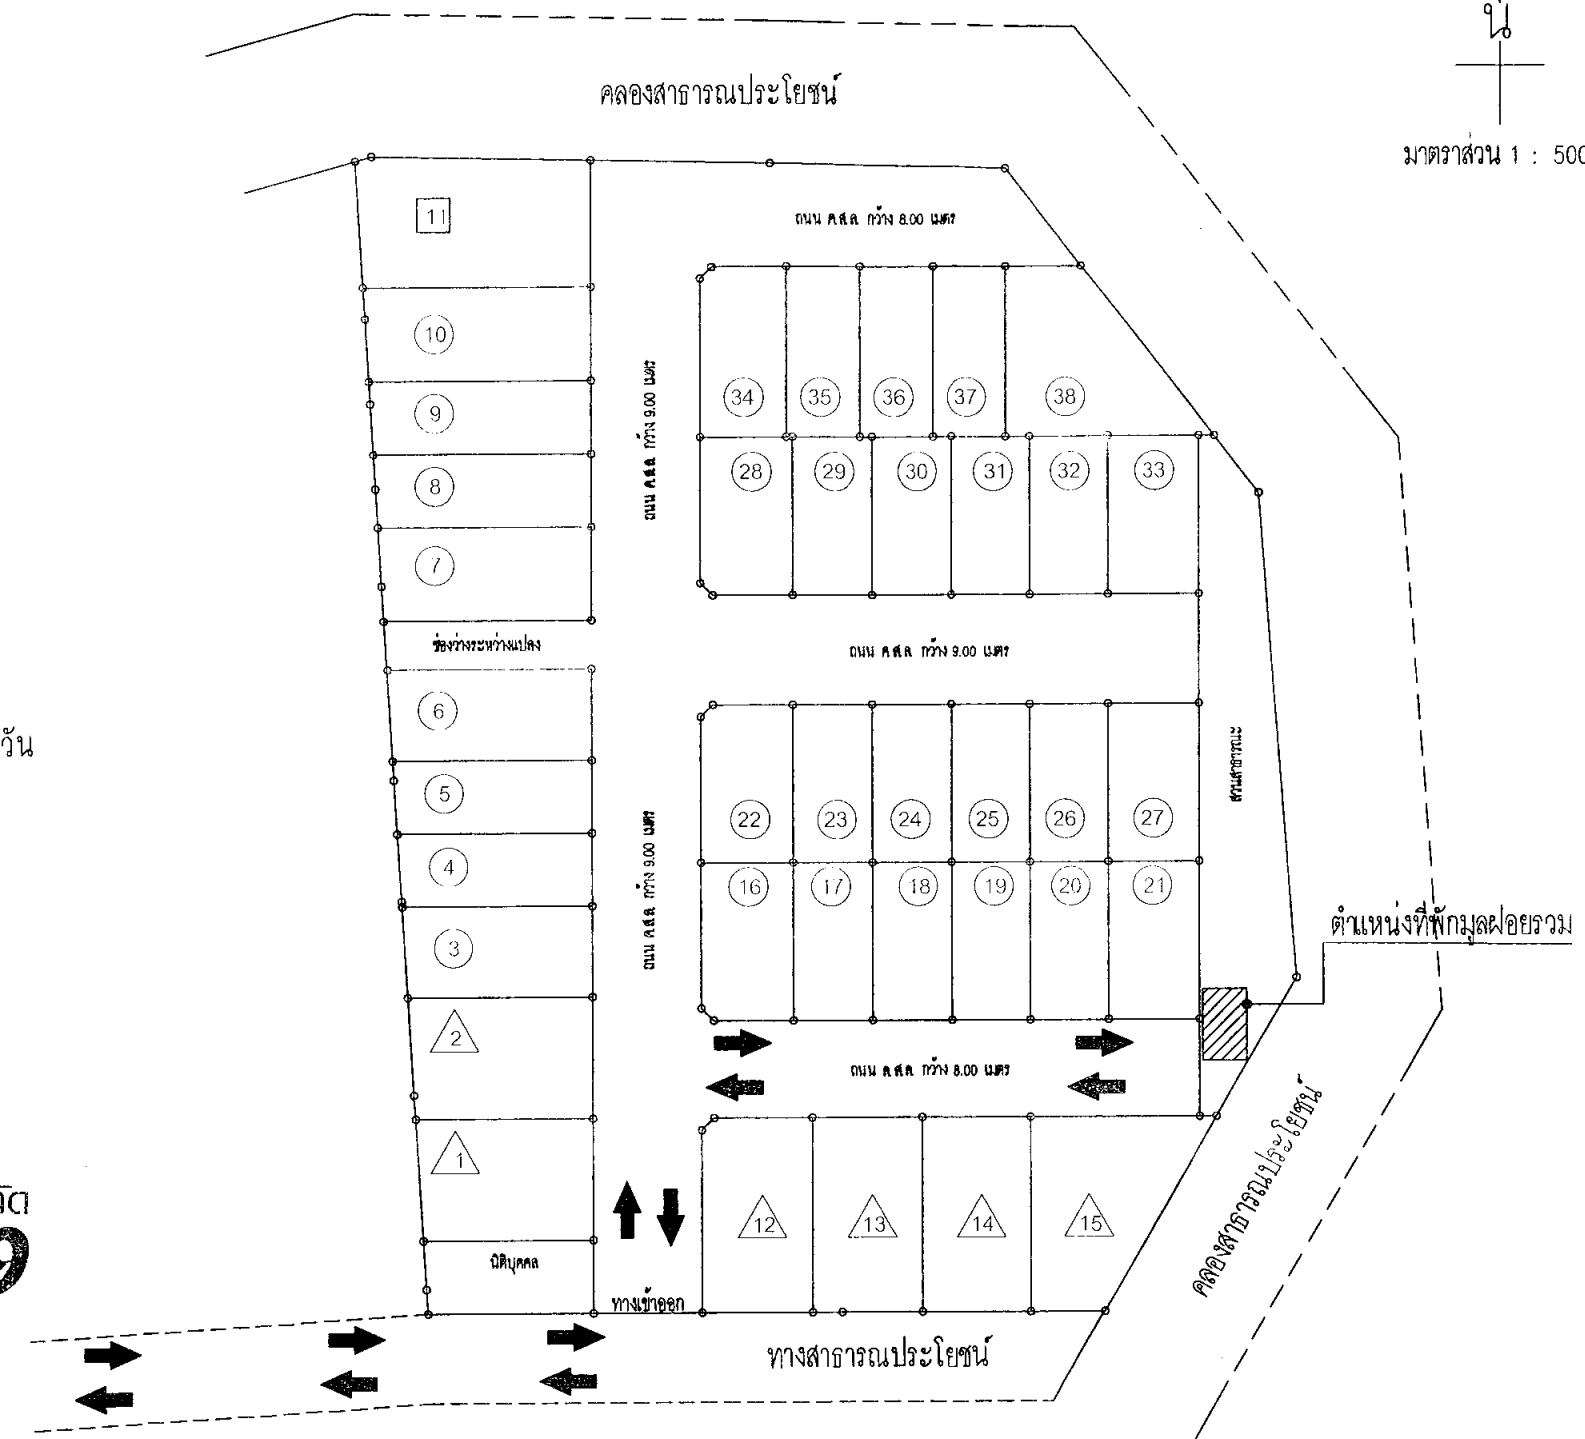 น
มาตราส่วน 1 : 500
คลองสาธารณประโยชน์
ถนน ค.ส.ล. กว้าง 8.00 เมตร
11
10
9
8
7
ถนน ค.ส.ล. กว้าง 9.00 เมตร
34 35 36 37 38
28 29 30 31 32 33
ช่องว่างระหว่างแปลง
ถนน ค.ส.ล. กว้าง 9.00 เมตร
6
5
4
3
2
1
วัน
ถนน ค.ส.ล. กว้าง 9.00 เมตร
22 23 24 25 26 27
16 17 18 19 20 21
สวนสาธารณะ
ตำแหน่งที่พักมูลฝอยรวม
ถนน ค.ส.ล. กว้าง 8.00 เมตร
12 13 14 15
คลองสาธารณประโยชน์
9
นิติบุคคล
ทางเข้าออก
ทางสาธารณประโยชน์